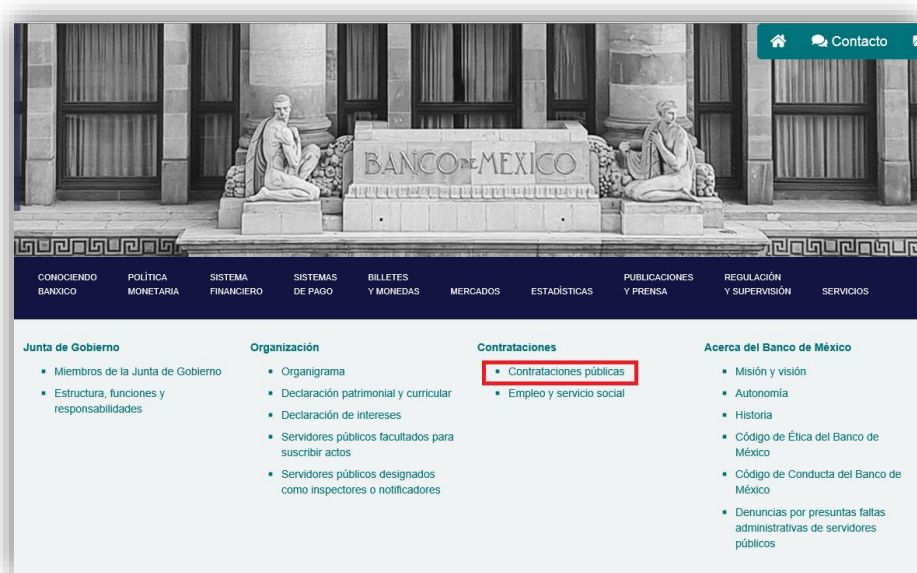 Contacto
BANCO DE MEXICO
CONOCIENDO
BANXICO
POLÍTICA
MONETARIA
SISTEMA
FINANCIERO
SISTEMAS
DE PAGO
BILLETES
Y MONEDAS
MERCADOS
ESTADÍSTICAS
PUBLICACIONES
Y PRENSA
REGULACIÓN
Y SUPERVISIÓN
SERVICIOS
Junta de Gobierno
Miembros de la Junta de Gobierno
Estructura, funciones y
responsabilidades
Organización
Organigrama
Declaración patrimonial y curricular
Declaración de intereses
Servidores públicos facultados para
suscribir actos
Servidores públicos designados
como inspectores o notificadores
Contrataciones
Contrataciones públicas
Empleo y servicio social
Acerca del Banco de México
Misión y visión
Autonomía
Historia
Código de Ética del Banco de
México
Código de Conducta del Banco de
México
Denuncias por presuntas faltas
administrativas de servidores
públicos